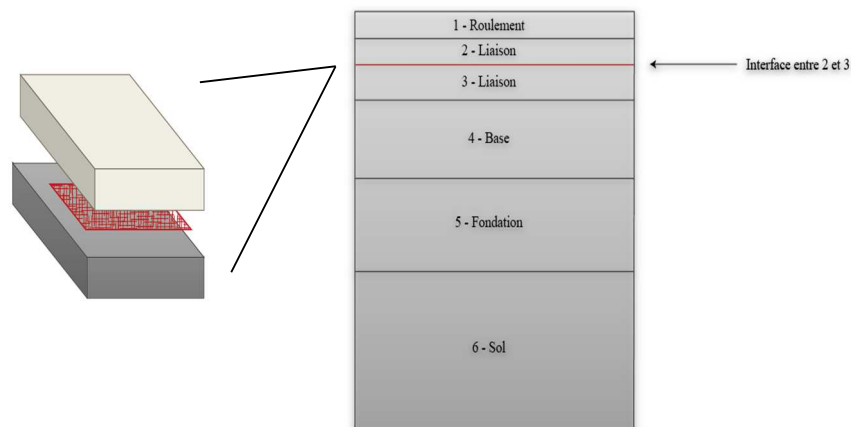 1 - Roulement
2 - Liaison
Interface entre 2 et 3
3 - Liaison
4 - Base
5 - Fondation
6 - Sol